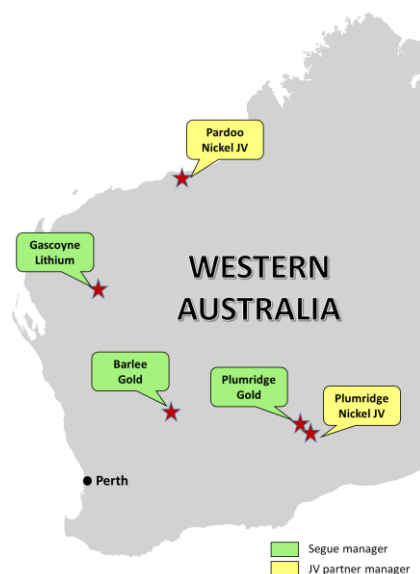 Pardoo
Nickel JV
Gascoyne
Lithium
WESTERN
AUSTRALIA
Barlee
Gold
Plumridge
Gold
Plumridge
Nickel JV
Perth
Segue manager
JV partner manager